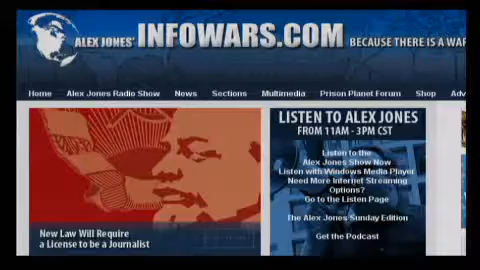 ALEX JONES' INFOWARS.COM BECAUSE THERE IS A WAR
Home Alex Jones Radio Show News Sections Multimedia Prison Planet Forum Shop Adv
LISTEN TO ALEX JONES
FROM 11AM - 3PM CST
Listen to the
Alex Jones Show Now
Listen with Windows Media Player
Need More Internet Streaming
Options?
Go to the Listen Page
The Alex Jones Sunday Edition
Get the Podcast
New Law Will Require
a License to be a Journalist